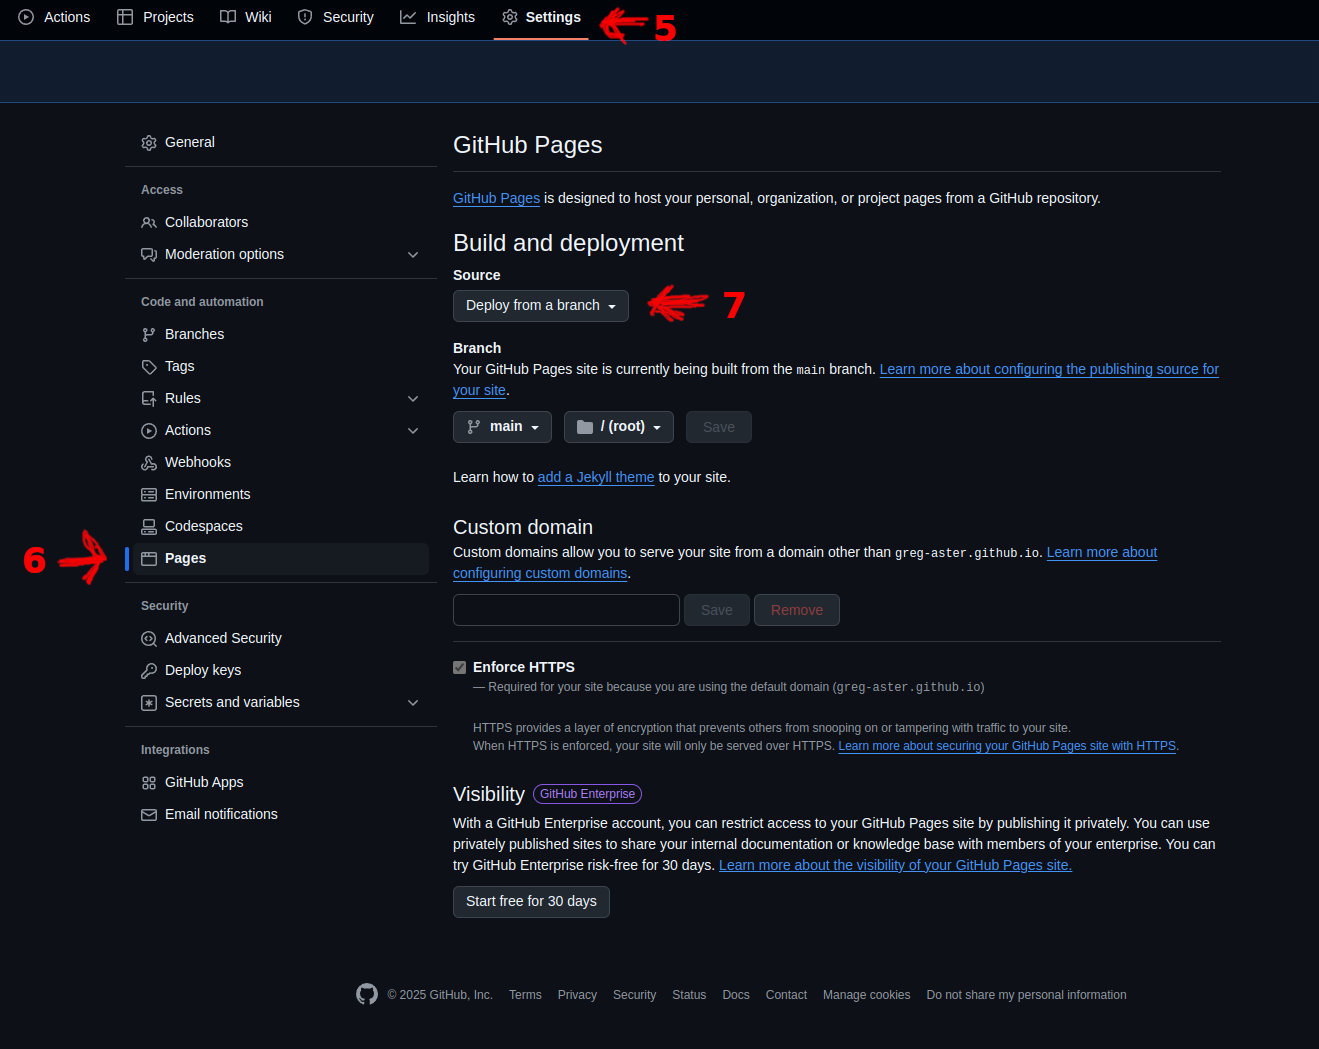 Actions Projects Wiki Security Insights Settings 5
General
Access
Collaborators
Moderation options
Code and automation
Branches
Tags
Rules
Actions
Webhooks
Environments
Codespaces
6 Pages
Security
Advanced Security
Deploy keys
Secrets and variables
Integrations
GitHub Apps
Email notifications
GitHub Pages
GitHub Pages is designed to host your personal, organization, or project pages from a GitHub repository.
Build and deployment
Source
Deploy from a branch 7
Branch
Your GitHub Pages site is currently being built from the main branch. Learn more about configuring the publishing source for
your site.
main / (root) Save
Learn how to add a Jekyll theme to your site.
Custom domain
Custom domains allow you to serve your site from a domain other than greg-aster.github.io. Learn more about
configuring custom domains.
Save Remove
Enforce HTTPS
— Required for your site because you are using the default domain (greg-aster.github.io)
HTTPS provides a layer of encryption that prevents others from snooping on or tampering with traffic to your site.
When HTTPS is enforced, your site will only be served over HTTPS. Learn more about securing your GitHub Pages site with HTTPS.
Visibility GitHub Enterprise
With a GitHub Enterprise account, you can restrict access to your GitHub Pages site by publishing it privately. You can use
privately published sites to share your internal documentation or knowledge base with members of your enterprise. You can
try GitHub Enterprise risk-free for 30 days. Learn more about the visibility of your GitHub Pages site.
Start free for 30 days
© 2025 GitHub, Inc. Terms Privacy Security Status Docs Contact Manage cookies Do not share my personal information